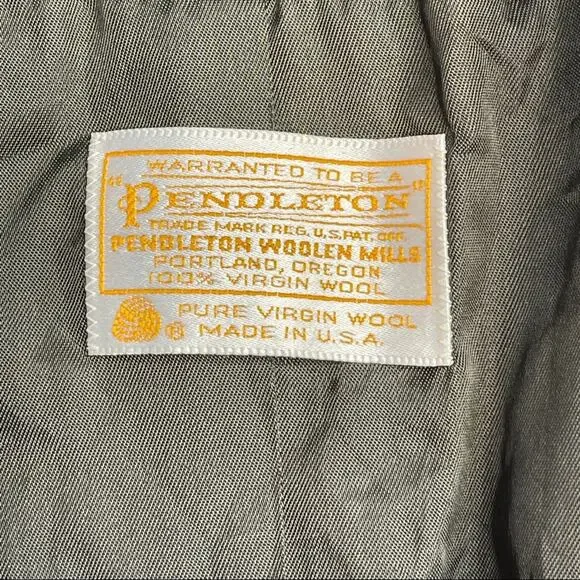 WARRANTED TO BE A
"PENDLETON"
TRADE MARK REG. U.S. PAT. OFF.
PENDLETON WOOLEN MILLS
PORTLAND, OREGON
100% VIRGIN WOOL
® PURE VIRGIN WOOL
MADE IN U.S.A.